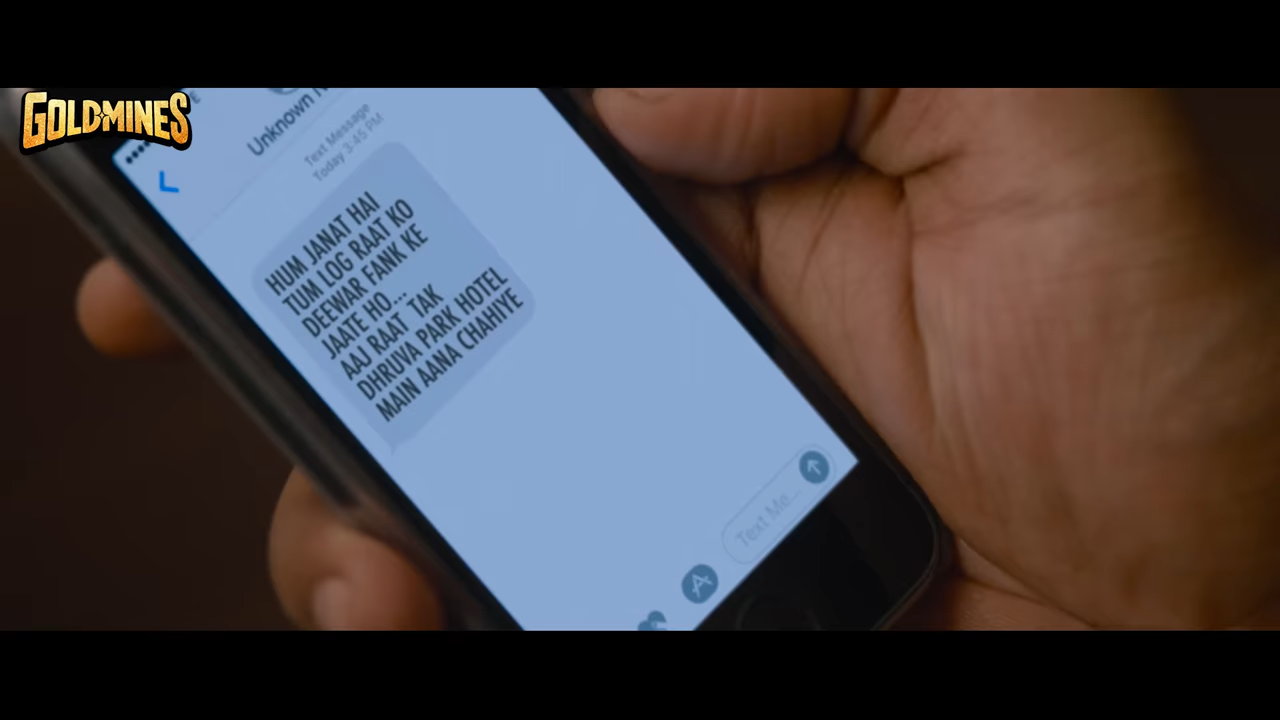 GOLDMINES
Unknown
Text Message
Today 3:45 PM
HUM JANAT HAI
TUM LOG RAAT KO
DEEWAR FANK KE
JAATE HO...
AAJ RAAT TAK
DHRUVA PARK HOTEL
MAIN AANA CHAHIYE
Text Me...